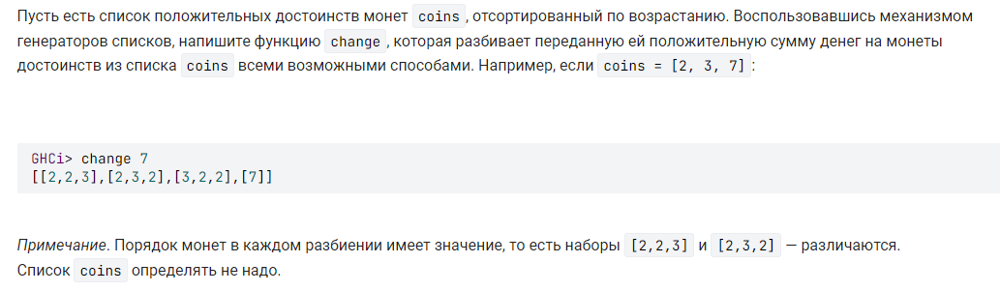 Пусть есть список положительных достоинств монет coins, отсортированный по возрастанию. Воспользовавшись механизмом
генераторов списков, напишите функцию change, которая разбивает переданную ей положительную сумму денег на монеты
достоинств из списка coins всеми возможными способами. Например, если coins = [2, 3, 7]:
GHCi> change 7
[[2,2,3],[2,3,2],[3,2,2],[7]]
Примечание. Порядок монет в каждом разбиении имеет значение, то есть наборы [2,2,3] и [2,3,2] — различаются.
Список coins определять не надо.